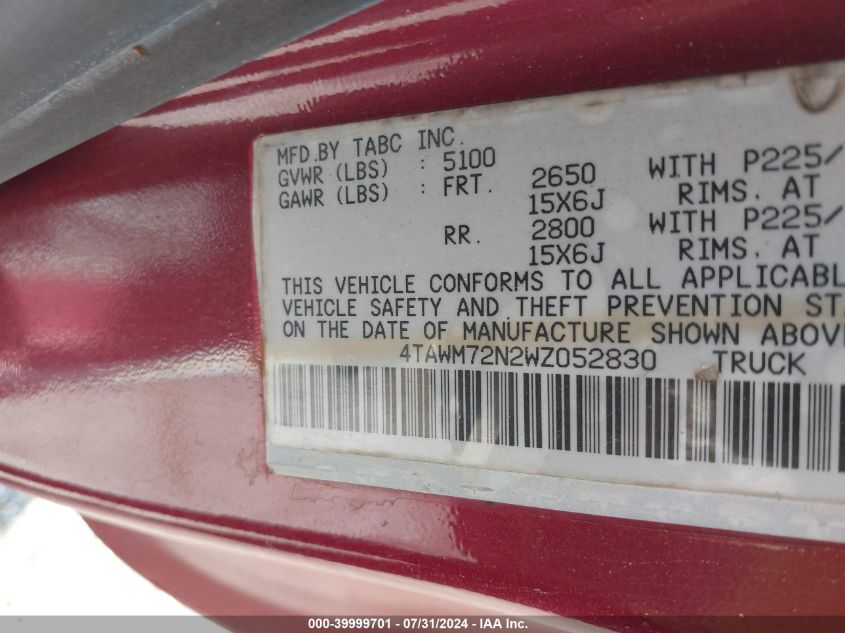 MFD.BY TABC INC.
GVWR (LBS) : 5100
GAWR (LBS) : FRT. 2650 WITH P225/
15X6J RIMS. AT
RR. 2800 WITH P225/
15X6J RIMS. AT
THIS VEHICLE CONFORMS TO ALL APPLICABL
VEHICLE SAFETY AND THEFT PREVENTION ST
ON THE DATE OF MANUFACTURE SHOWN ABOV
4TAWM72N2WZ052830 TRUCK
000-39999701 / 07/31/2024 - IAA Inc.